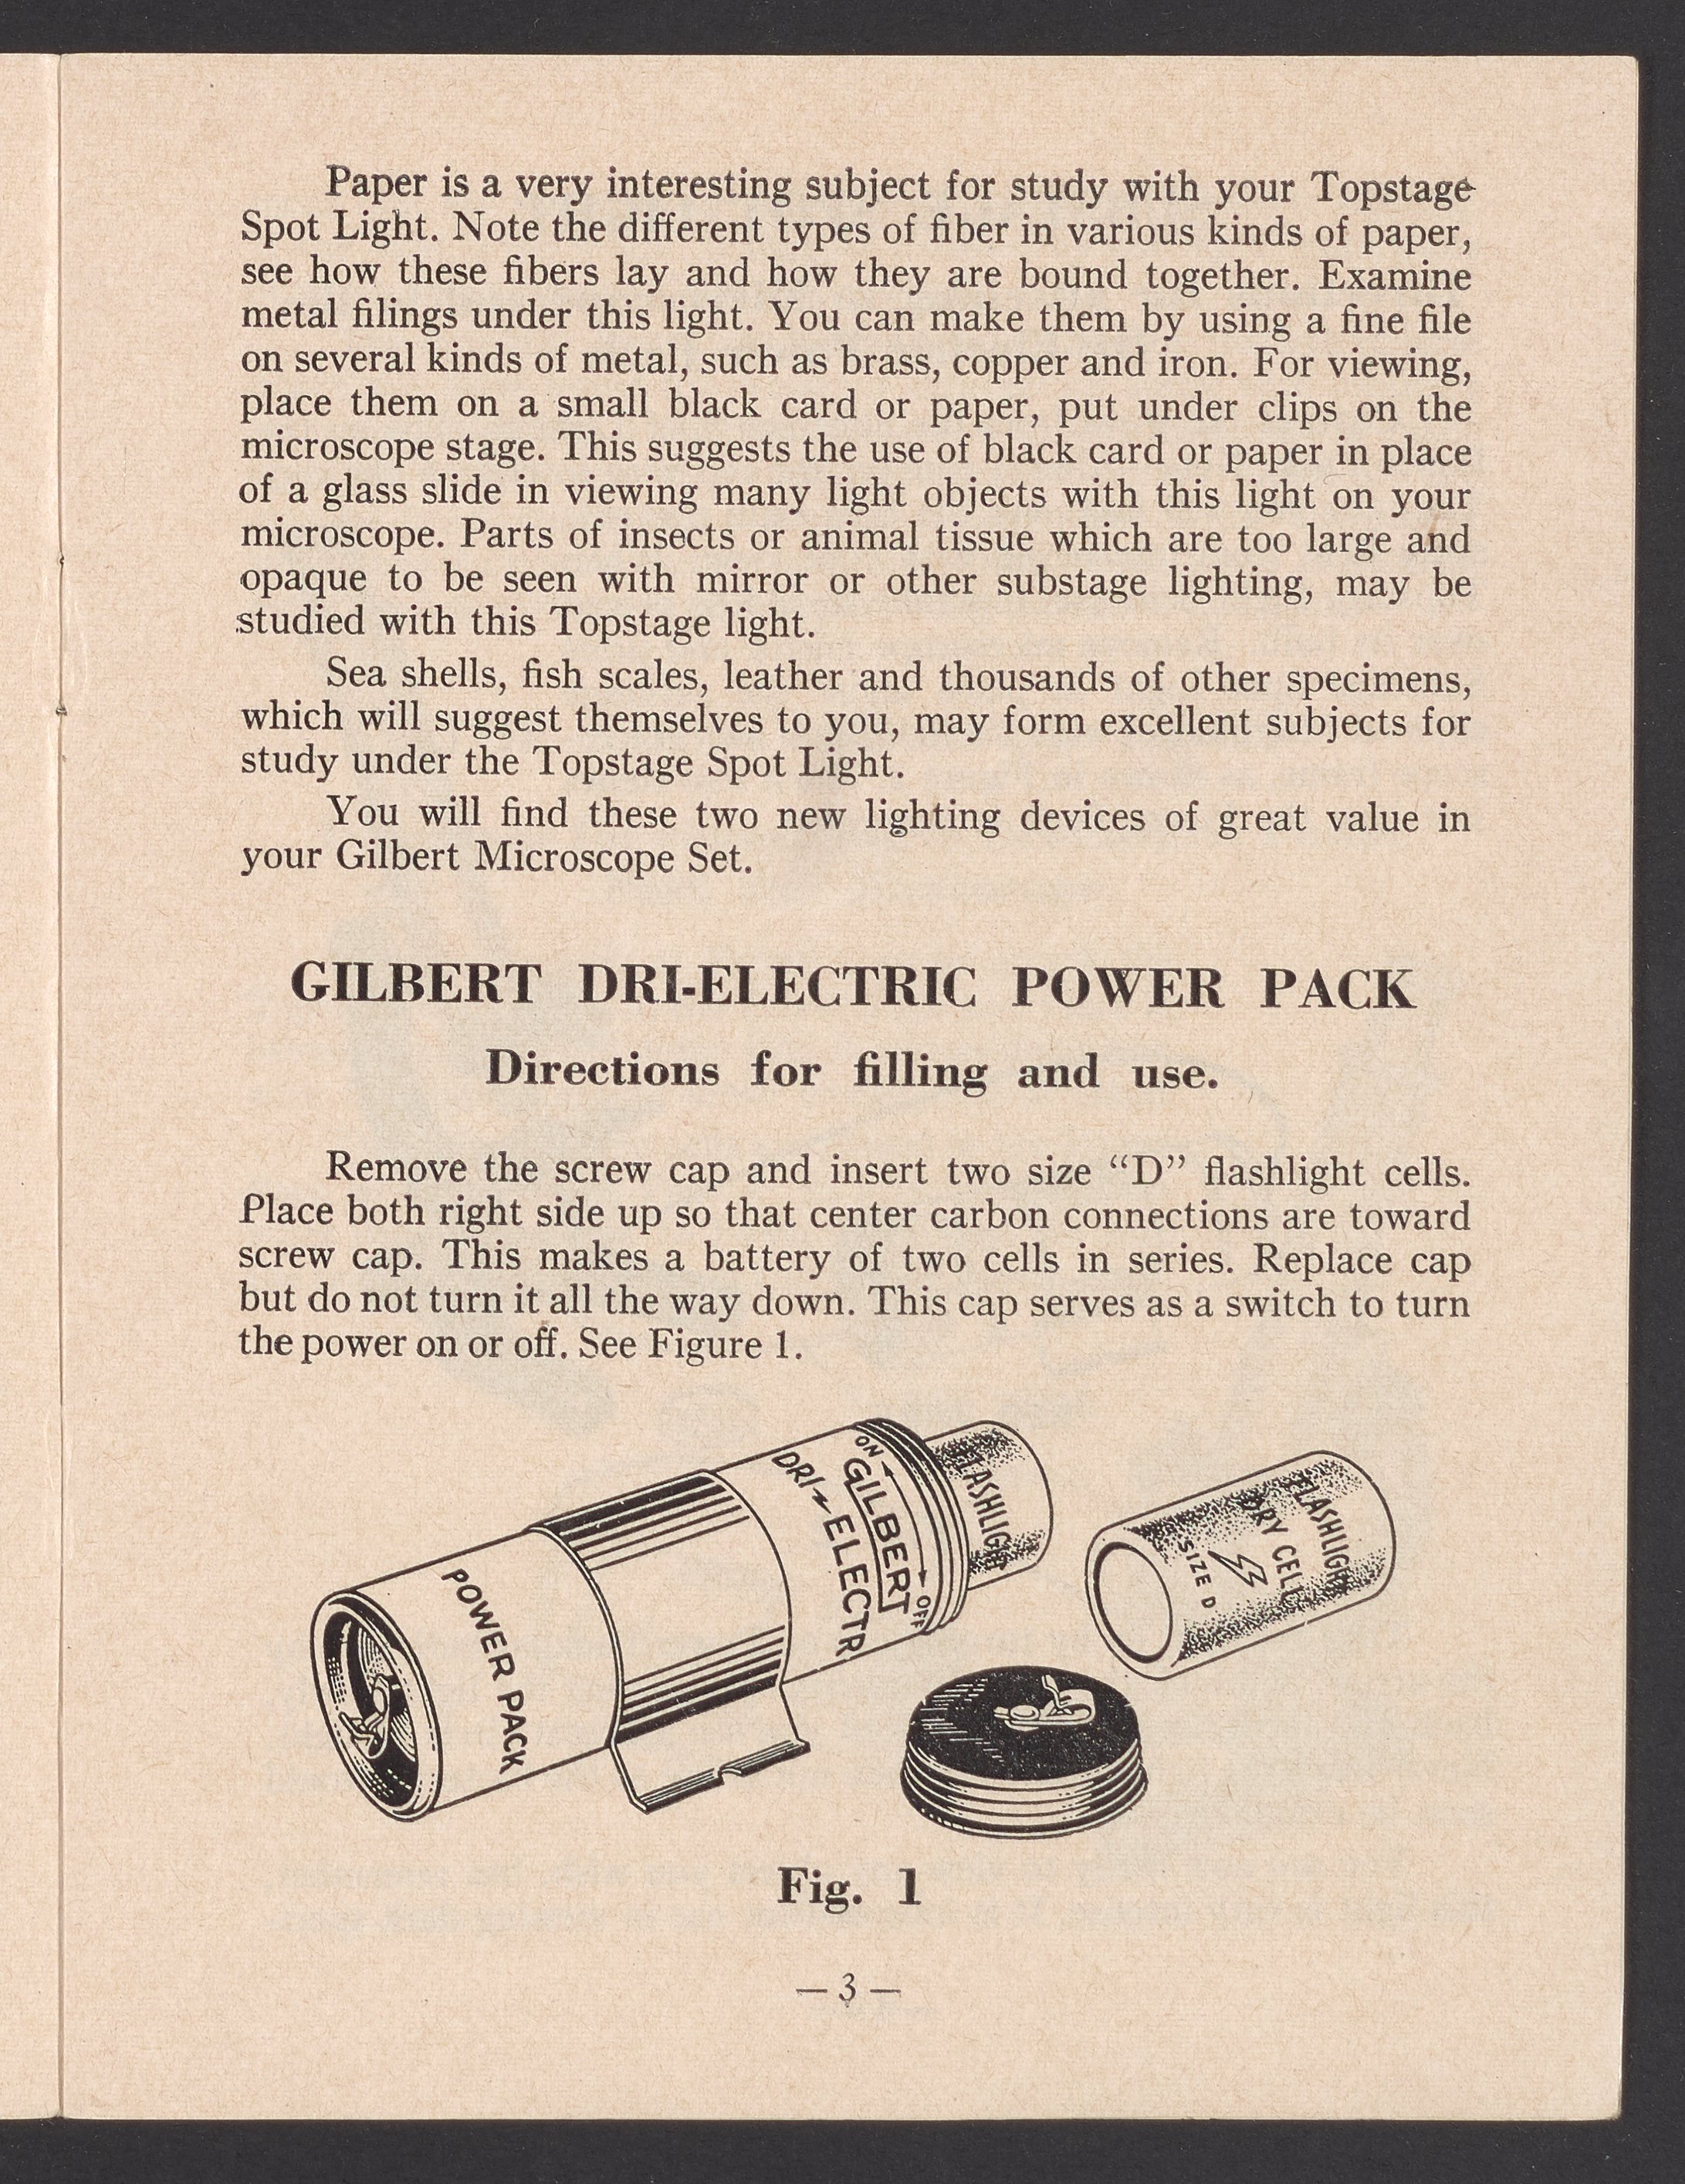 Paper is a very interesting subject for study with your Topstage
Spot Light. Note the different types of fiber in various kinds of paper,
see how these fibers lay and how they are bound together. Examine
metal filings under this light. You can make them by using a fine file
on several kinds of metal, such as brass, copper and iron. For viewing,
place them on a small black card or paper, put under clips on the
microscope stage. This suggests the use of black card or paper in place
of a glass slide in viewing many light objects with this light on your
microscope. Parts of insects or animal tissue which are too large and
opaque to be seen with mirror or other substage lighting, may be
studied with this Topstage light.
Sea shells, fish scales, leather and thousands of other specimens,
which will suggest themselves to you, may form excellent subjects for
study under the Topstage Spot Light.
You will find these two new lighting devices of great value in
your Gilbert Microscope Set.
GILBERT DRI-ELECTRIC POWER PACK
Directions for filling and use.
Remove the screw cap and insert two size “D” flashlight cells.
Place both right side up so that center carbon connections are toward
screw cap. This makes a battery of two cells in series. Replace cap
but do not turn it all the way down. This cap serves as a switch to turn
the power on or off. See Figure 1.
POWER PACK
DRI-ELECTR
GILBERT
ON OFF
FLASHLIGH
FLASHLIGHT
DRY CELL
SIZE D
Fig. 1
— 3 —